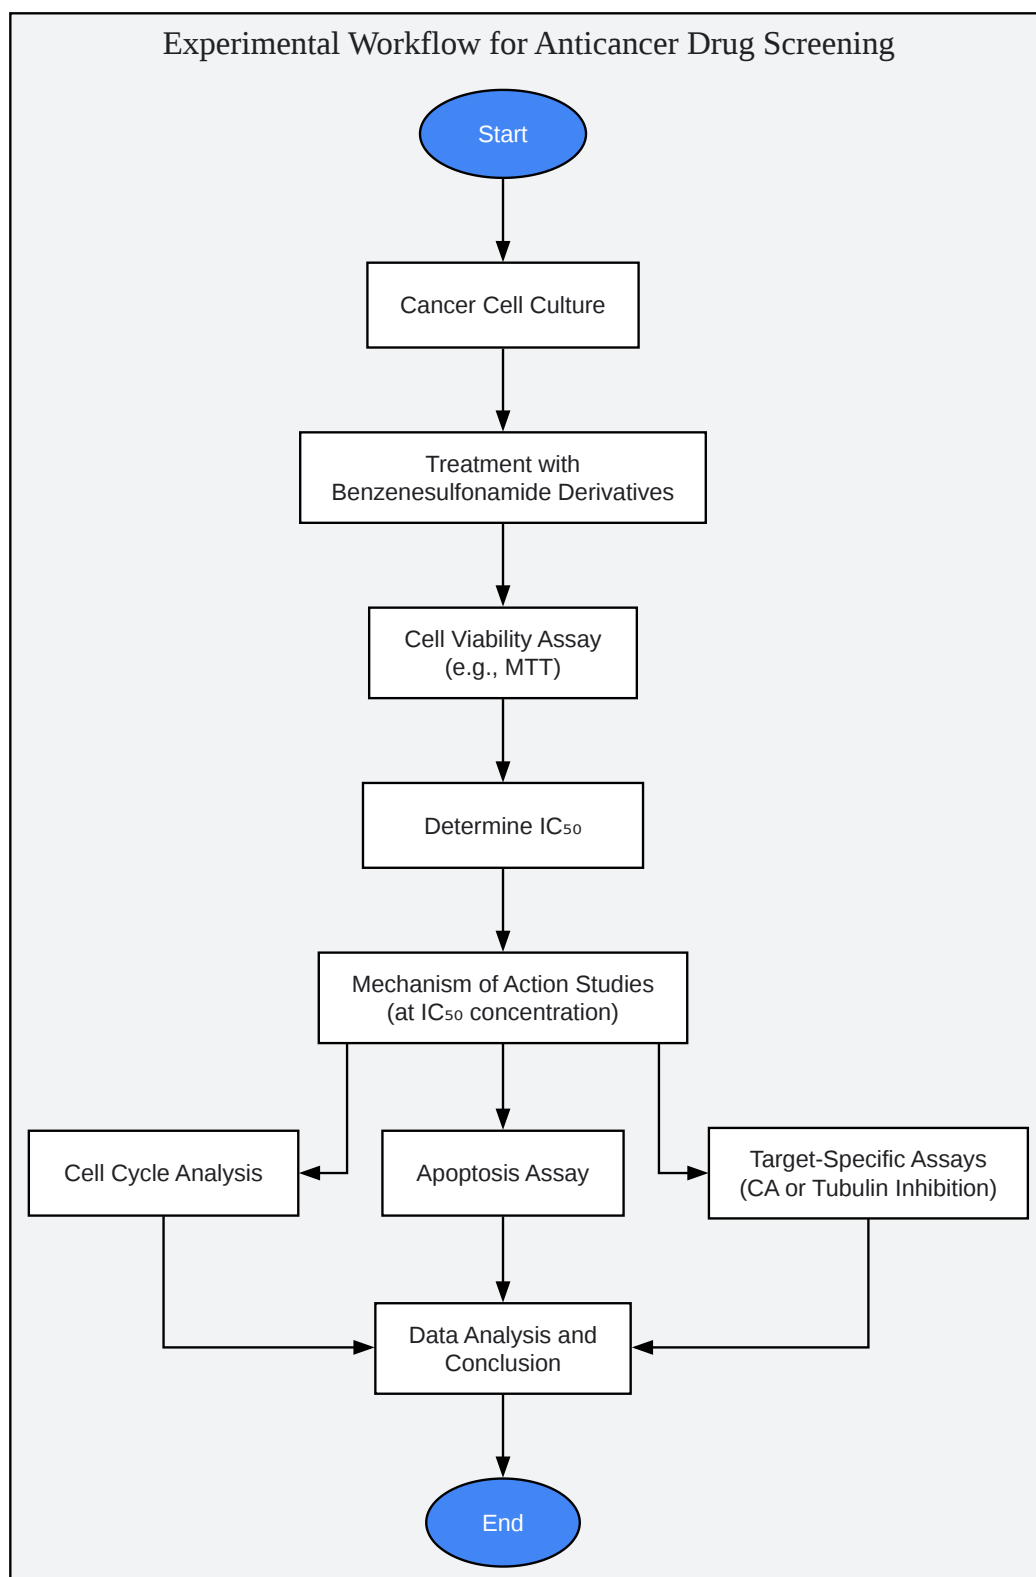 Experimental Workflow for Anticancer Drug Screening
Start
Cancer Cell Culture
Treatment with
Benzenesulfonamide Derivatives
Cell Viability Assay
(e.g., MTT)
Determine IC₅₀
Mechanism of Action Studies
(at IC₅₀ concentration)
Cell Cycle Analysis
Apoptosis Assay
Target-Specific Assays
(CA or Tubulin Inhibition)
Data Analysis and
Conclusion
End